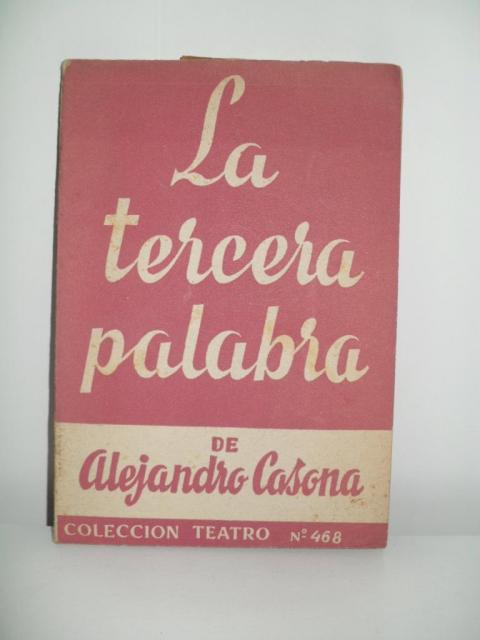 La
tercera
palabra
DE
Alejandro Casona
COLECCION TEATRO Nº 468